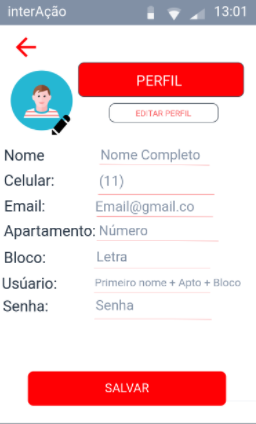 interAção 13:01
PERFIL
EDITAR PERFIL
Nome Nome Completo
Celular: (11)
Email: Email@gmail.co
Apartamento: Número
Bloco: Letra
Usúario: Primeiro nome + Apto + Bloco
Senha: Senha
SALVAR